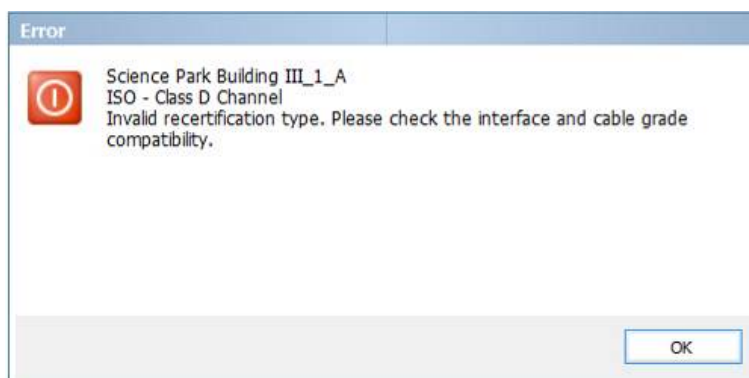 Error
Science Park Building III_1_A
ISO - Class D Channel
Invalid recertification type. Please check the interface and cable grade
compatibility.
OK